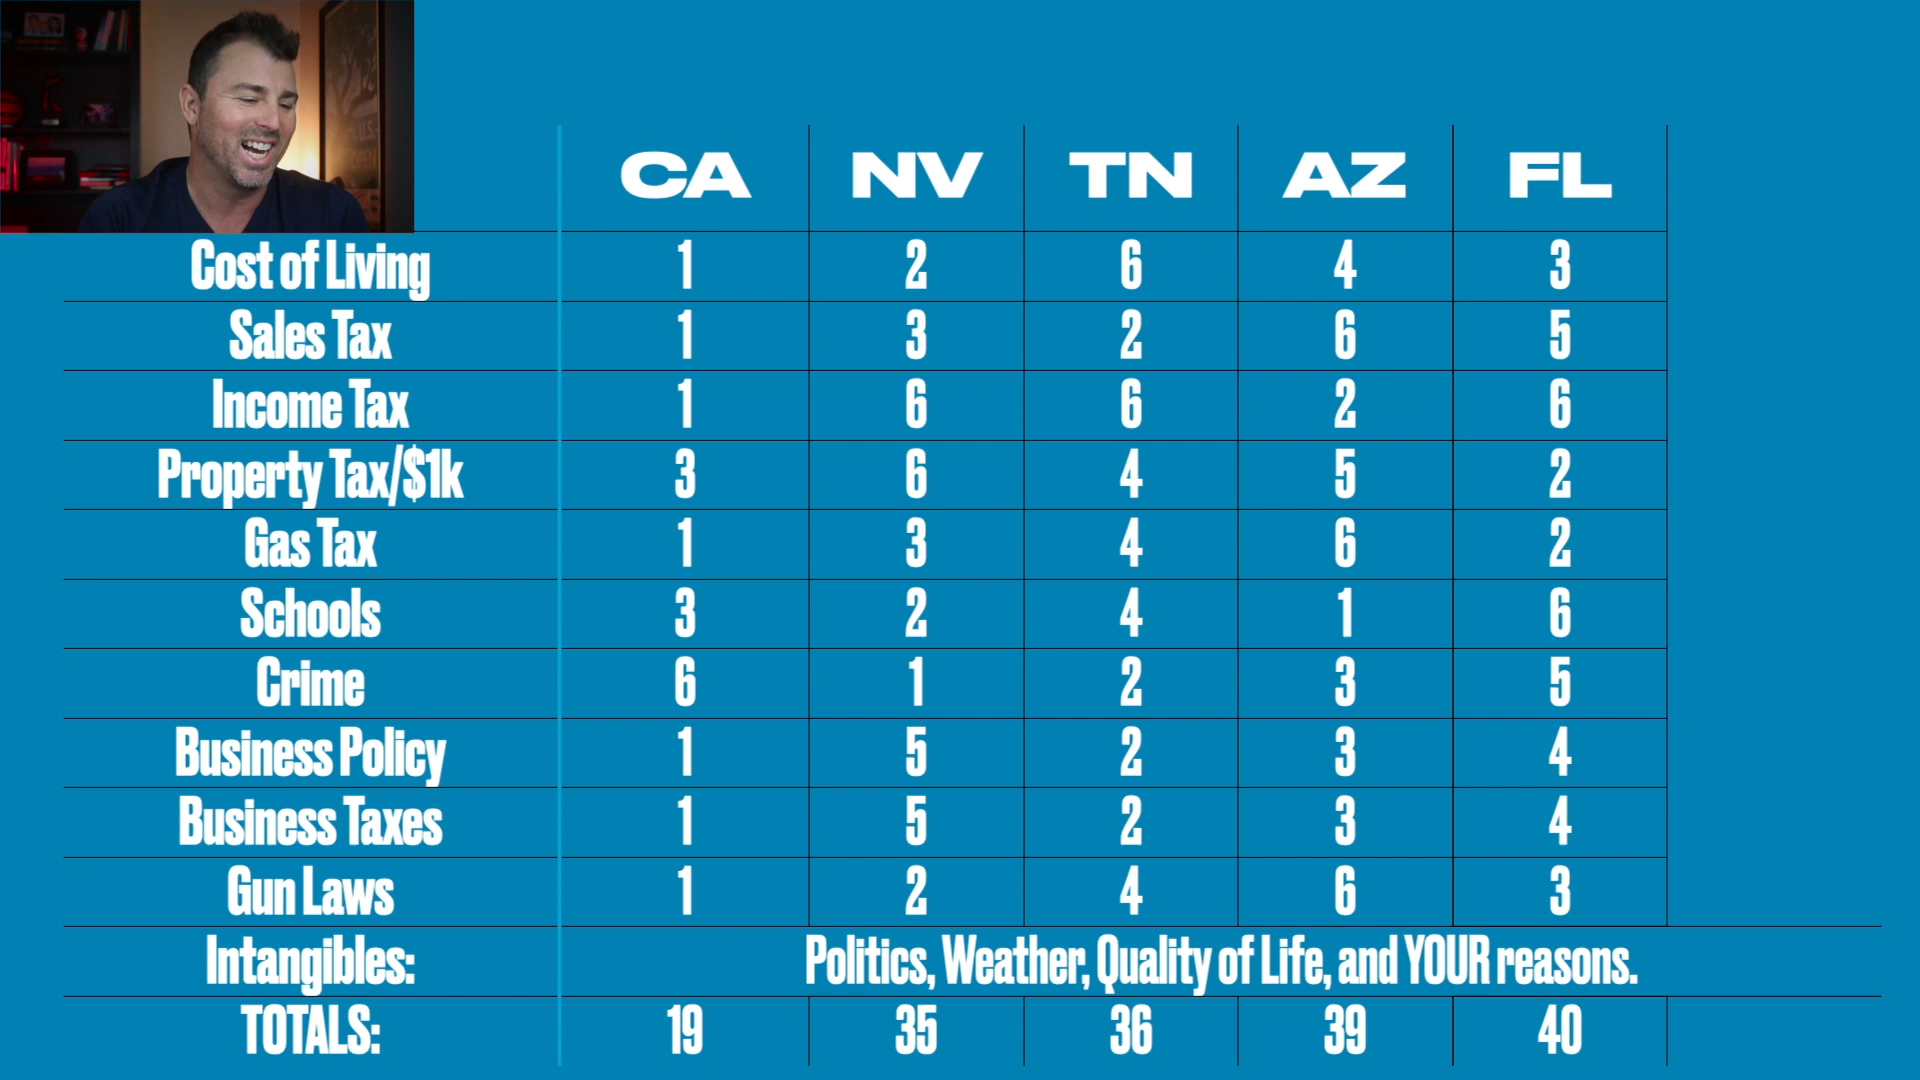 CA NV TN AZ FL
Cost of Living 1 2 6 4 3
Sales Tax 1 3 2 6 5
Income Tax 1 6 6 2 6
Property Tax/$1k 3 6 4 5 2
Gas Tax 1 3 4 6 2
Schools 3 2 4 1 6
Crime 6 1 2 3 5
Business Policy 1 5 2 3 4
Business Taxes 1 5 2 3 4
Gun Laws 1 2 4 6 3
Intangibles: Politics, Weather, Quality of Life, and YOUR reasons.
TOTALS: 19 35 36 39 40